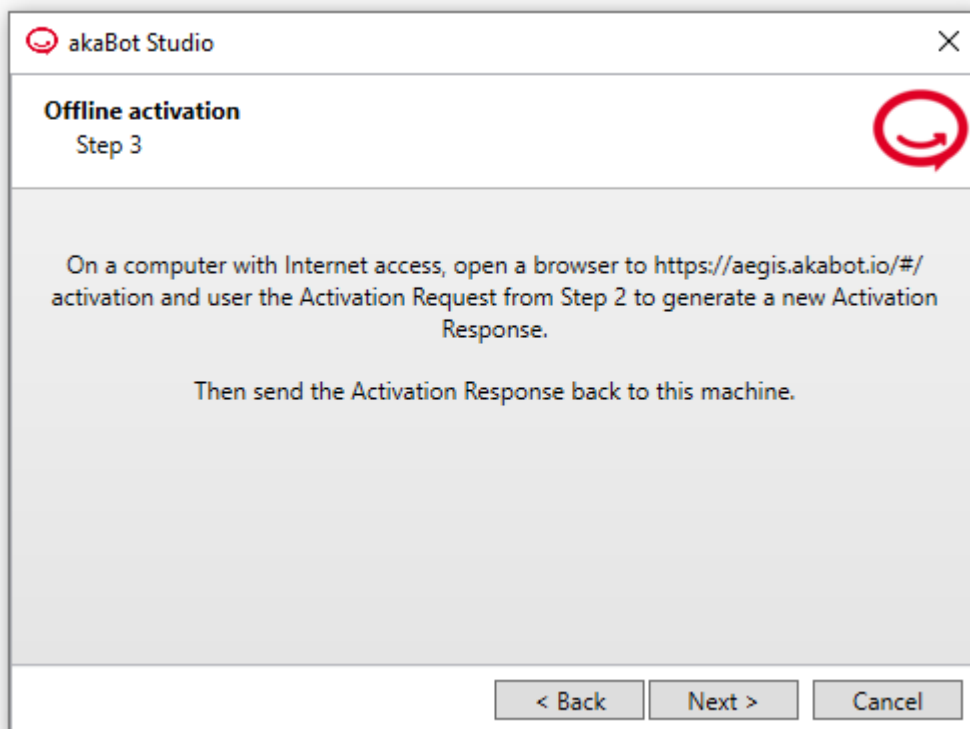 akaBot Studio
Offline activation
Step 3
On a computer with Internet access, open a browser to https://aegis.akabot.io/#/
activation and user the Activation Request from Step 2 to generate a new Activation
Response.
Then send the Activation Response back to this machine.
< Back
Next >
Cancel